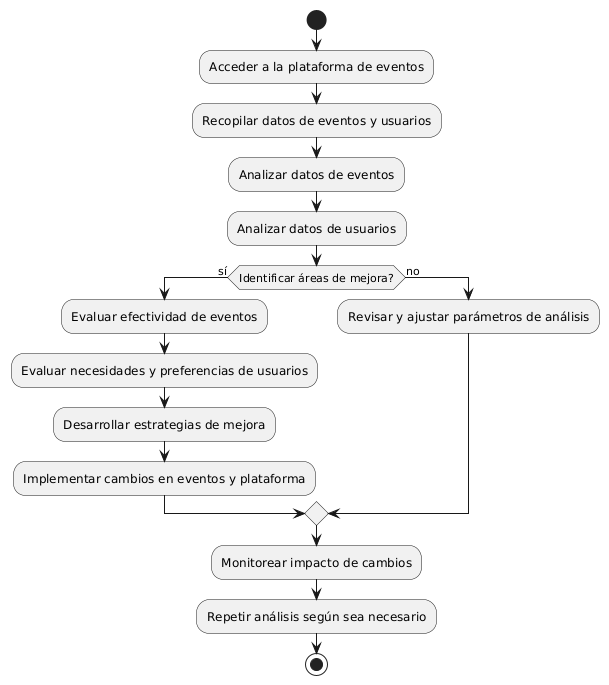 Acceder a la plataforma de eventos
Recopilar datos de eventos y usuarios
Analizar datos de eventos
Analizar datos de usuarios
sí
Identificar áreas de mejora?
no
Evaluar efectividad de eventos
Revisar y ajustar parámetros de análisis
Evaluar necesidades y preferencias de usuarios
Desarrollar estrategias de mejora
Implementar cambios en eventos y plataforma
Monitorear impacto de cambios
Repetir análisis según sea necesario